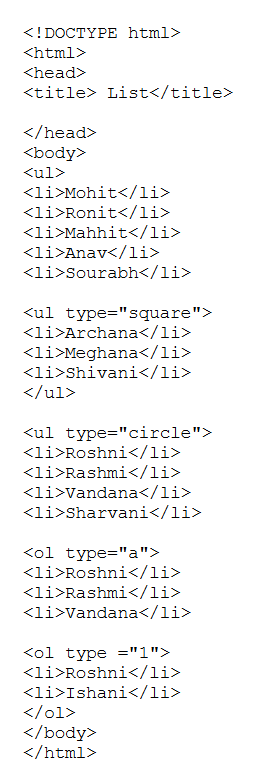 <!DOCTYPE html>
<html>
<head>
<title> List</title>
</head>
<body>
<ul>
<li>Mohit</li>
<li>Ronit</li>
<li>Mahhit</li>
<li>Anav</li>
<li>Sourabh</li>
<ul type="square">
<li>Archana</li>
<li>Meghana</li>
<li>Shivani</li>
</ul>
<ul type="circle">
<li>Roshni</li>
<li>Rashmi</li>
<li>Vandana</li>
<li>Sharvani</li>
<ol type="a">
<li>Roshni</li>
<li>Rashmi</li>
<li>Vandana</li>
<ol type ="1">
<li>Roshni</li>
<li>Ishani</li>
</ol>
</body>
</html>